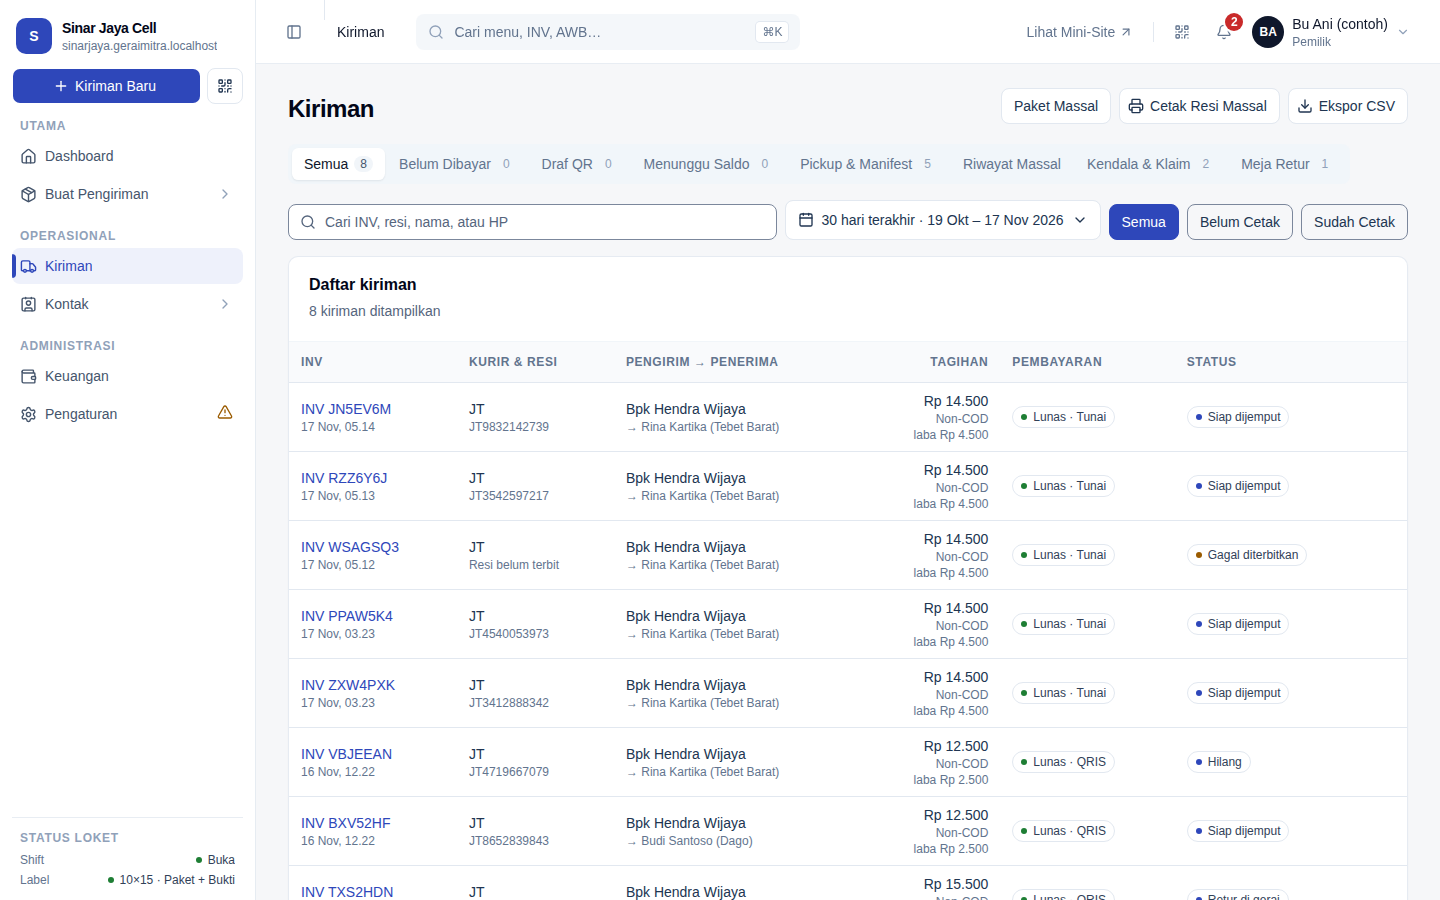 S
Sinar Jaya Cell
sinarjaya.geraimitra.localhost
Kiriman Baru
UTAMA
Dashboard
Buat Pengiriman
OPERASIONAL
Kiriman
Kontak
ADMINISTRASI
Keuangan
Pengaturan
STATUS LOKET
Shift Buka
Label 10×15 · Paket + Bukti
Kiriman
Cari menu, INV, AWB… ⌘K
Lihat Mini-Site
2
BA
Bu Ani (contoh)
Pemilik
Kiriman
Paket Massal
Cetak Resi Massal
Ekspor CSV
Semua 8 Belum Dibayar 0 Draf QR 0 Menunggu Saldo 0 Pickup & Manifest 5 Riwayat Massal Kendala & Klaim 2 Meja Retur 1
Cari INV, resi, nama, atau HP
30 hari terakhir · 19 Okt – 17 Nov 2026
Semua
Belum Cetak
Sudah Cetak
Daftar kiriman
8 kiriman ditampilkan
INV KURIR & RESI PENGIRIM → PENERIMA TAGIHAN PEMBAYARAN STATUS
INV JN5EV6M JT Bpk Hendra Wijaya Rp 14.500 Lunas · Tunai Siap dijemput
17 Nov, 05.14 JT9832142739 → Rina Kartika (Tebet Barat) Non-COD
laba Rp 4.500
INV RZZ6Y6J JT Bpk Hendra Wijaya Rp 14.500 Lunas · Tunai Siap dijemput
17 Nov, 05.13 JT3542597217 → Rina Kartika (Tebet Barat) Non-COD
laba Rp 4.500
INV WSAGSQ3 JT Bpk Hendra Wijaya Rp 14.500 Lunas · Tunai Gagal diterbitkan
17 Nov, 05.12 Resi belum terbit → Rina Kartika (Tebet Barat) Non-COD
laba Rp 4.500
INV PPAW5K4 JT Bpk Hendra Wijaya Rp 14.500 Lunas · Tunai Siap dijemput
17 Nov, 03.23 JT4540053973 → Rina Kartika (Tebet Barat) Non-COD
laba Rp 4.500
INV ZXW4PXK JT Bpk Hendra Wijaya Rp 14.500 Lunas · Tunai Siap dijemput
17 Nov, 03.23 JT3412888342 → Rina Kartika (Tebet Barat) Non-COD
laba Rp 4.500
INV VBJEEAN JT Bpk Hendra Wijaya Rp 12.500 Lunas · QRIS Hilang
16 Nov, 12.22 JT4719667079 → Rina Kartika (Tebet Barat) Non-COD
laba Rp 2.500
INV BXV52HF JT Bpk Hendra Wijaya Rp 12.500 Lunas · QRIS Siap dijemput
16 Nov, 12.22 JT8652839843 → Budi Santoso (Dago) Non-COD
laba Rp 2.500
INV TXS2HDN JT Bpk Hendra Wijaya Rp 15.500 Lunas · QRIS Retur di gerai
Non-COD